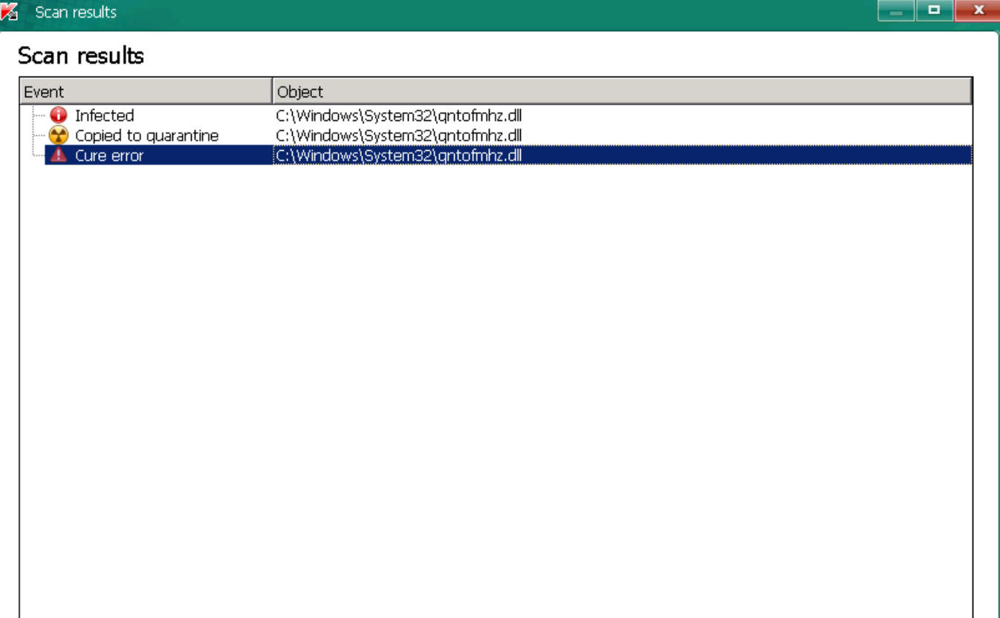 Scan results
Scan results
Event Object
Infected C:\Windows\System32\qntofmhz.dll
Copied to quarantine C:\Windows\System32\qntofmhz.dll
Cure error C:\Windows\System32\qntofmhz.dll